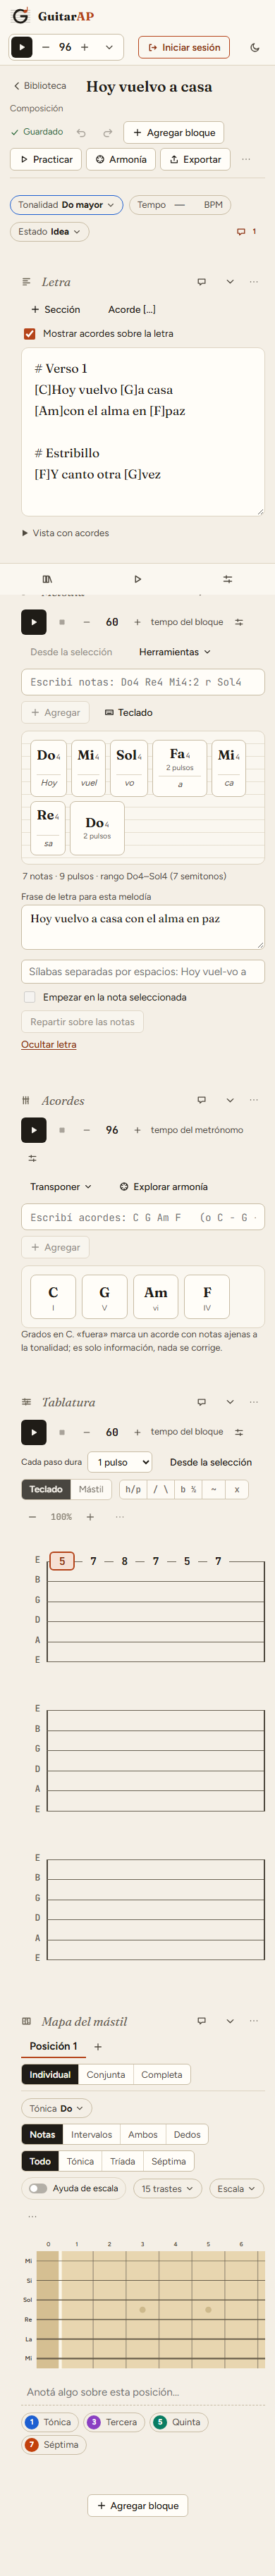 GuitarAP
96
Iniciar sesión
Biblioteca
Hoy vuelvo a casa
Composición
Guardado
Agregar bloque
Practicar
Armonía
Exportar
Tonalidad Do mayor
Tempo — BPM
Estado Idea
1
Letra
Sección
Acorde [...]
Mostrar acordes sobre la letra
# Verso 1
[C]Hoy vuelvo [G]a casa
[Am]con el alma en [F]paz
# Estribillo
[F]Y canto otra [G]vez
Vista con acordes
60 tempo del bloque
Desde la selección
Herramientas
Escribí notas: Do4 Re4 Mi4:2 r Sol4
Agregar
Teclado
Do4 Mi4 Sol4 Fa4 Mi4
2 pulsos
Hoy vuel vo a ca
Re4 Do4
2 pulsos
sa
7 notas · 9 pulsos · rango Do4–Sol4 (7 semitonos)
Frase de letra para esta melodía
Hoy vuelvo a casa con el alma en paz
Sílabas separadas por espacios: Hoy vuel-vo a
Empezar en la nota seleccionada
Repartir sobre las notas
Ocultar letra
Acordes
96 tempo del metrónomo
Transponer
Explorar armonía
Escribí acordes: C G Am F (o C - G -
Agregar
C G Am F
I V vi IV
Grados en C. «fuera» marca un acorde con notas ajenas a
la tonalidad; es solo información, nada se corrige.
Tablatura
60 tempo del bloque
Cada paso dura 1 pulso
Desde la selección
Teclado Mástil h/p / \ b % ~ x
100%
E 5 7 8 7 5 7
B
G
D
A
E
E
B
G
D
A
E
E
B
G
D
A
E
Mapa del mástil
Posición 1
Individual Conjunta Completa
Tónica Do
Notas Intervalos Ambos Dedos
Todo Tónica Tríada Séptima
Ayuda de escala
15 trastes
Escala
0 1 2 3 4 5 6
Mi
Si
Sol
Re
La
Mi
Anotá algo sobre esta posición...
1 Tónica 3 Tercera 5 Quinta
7 Séptima
Agregar bloque